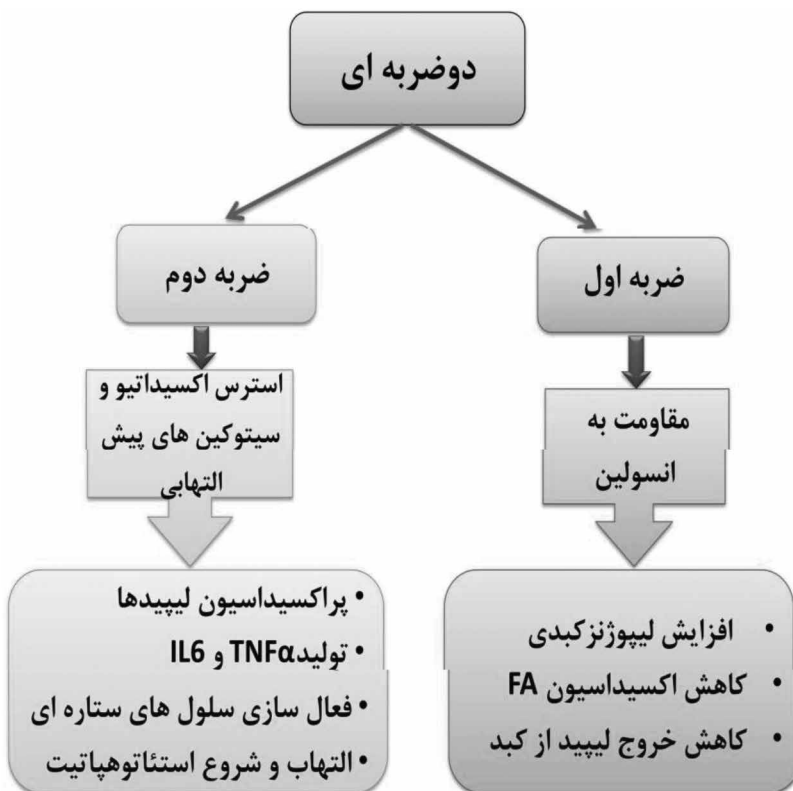 دوضربه ای
ضربه اول
مقاومت به
انسولین
• افزایش لیپوژنزکبدی
• کاهش اکسیداسیون FA
• کاهش خروج لیپید از کبد
ضربه دوم
استرس اکسیداتیو و
سیتوکین های پیش
التهابی
• پراکسیداسیون لیپیدها
• تولیدTNFα و IL6
• فعال سازی سلول های ستاره ای
• التهاب و شروع استئاتوهپاتیت